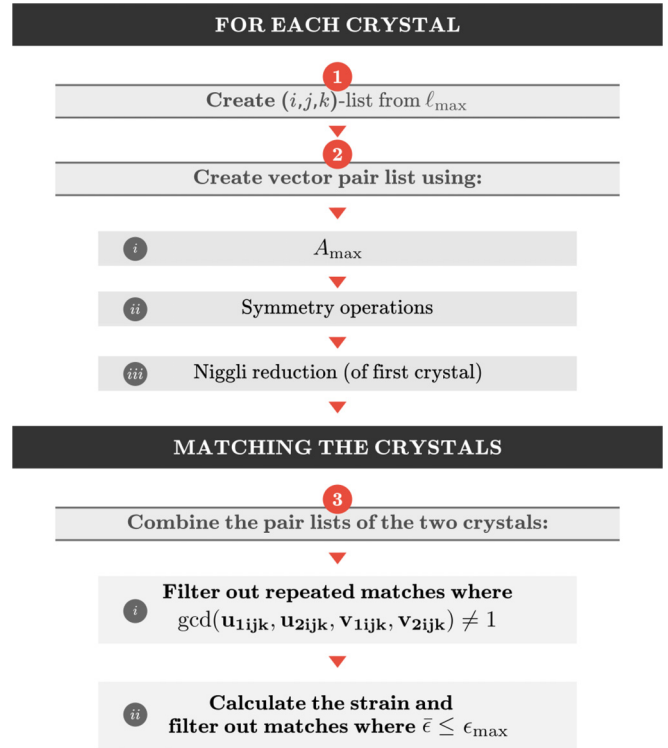 FOR EACH CRYSTAL
1
Create (i,j,k)-list from ℓmax
2
Create vector pair list using:
i
Amax
ii
Symmetry operations
iii
Niggli reduction (of first crystal)
MATCHING THE CRYSTALS
3
Combine the pair lists of the two crystals:
i
Filter out repeated matches where
gcd(u1ijk, u2ijk, v1ijk, v2ijk) ≠ 1
ii
Calculate the strain and
filter out matches where ϵ̄ ≤ ϵmax